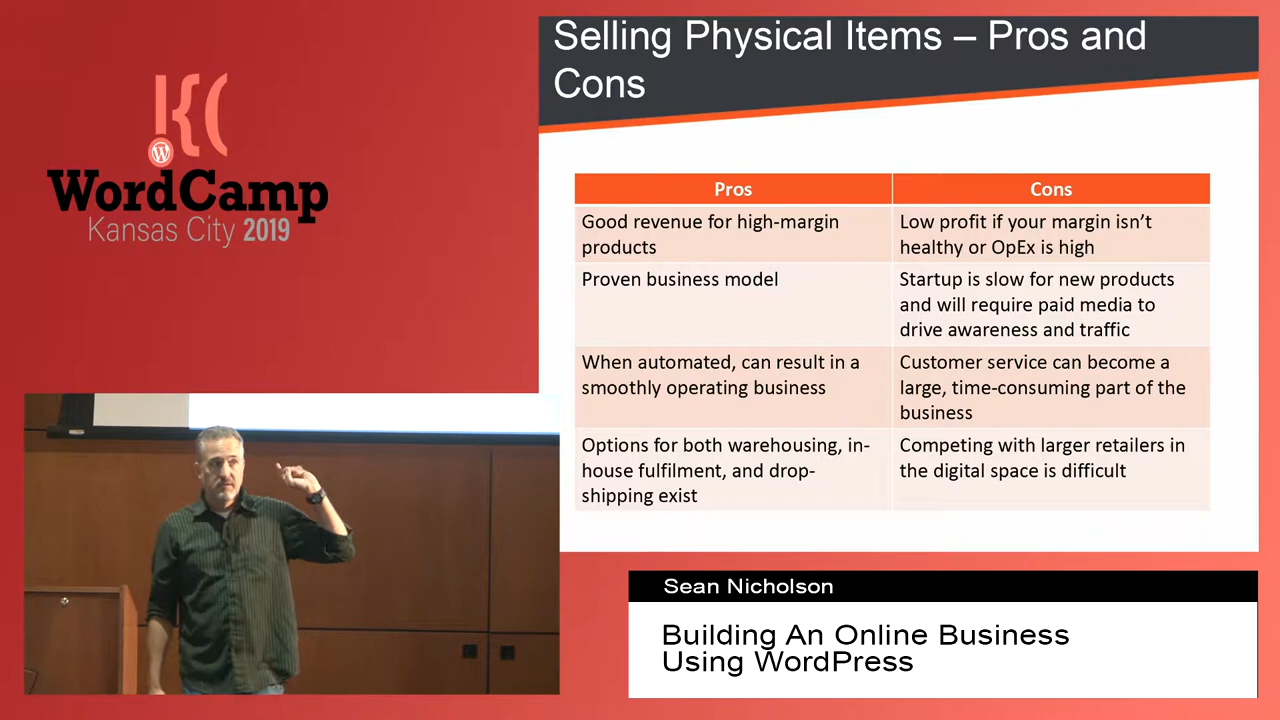 Selling Physical Items – Pros and
Cons
WordCamp
Kansas City 2019
Pros
Cons
Good revenue for high-margin
products
Low profit if your margin isn't
healthy or OpEx is high
Proven business model
Startup is slow for new products
and will require paid media to
drive awareness and traffic
When automated, can result in a
smoothly operating business
Customer service can become a
large, time-consuming part of the
business
Options for both warehousing, in-
house fulfilment, and drop-
shipping exist
Competing with larger retailers in
the digital space is difficult
Sean Nicholson
Building An Online Business
Using WordPress